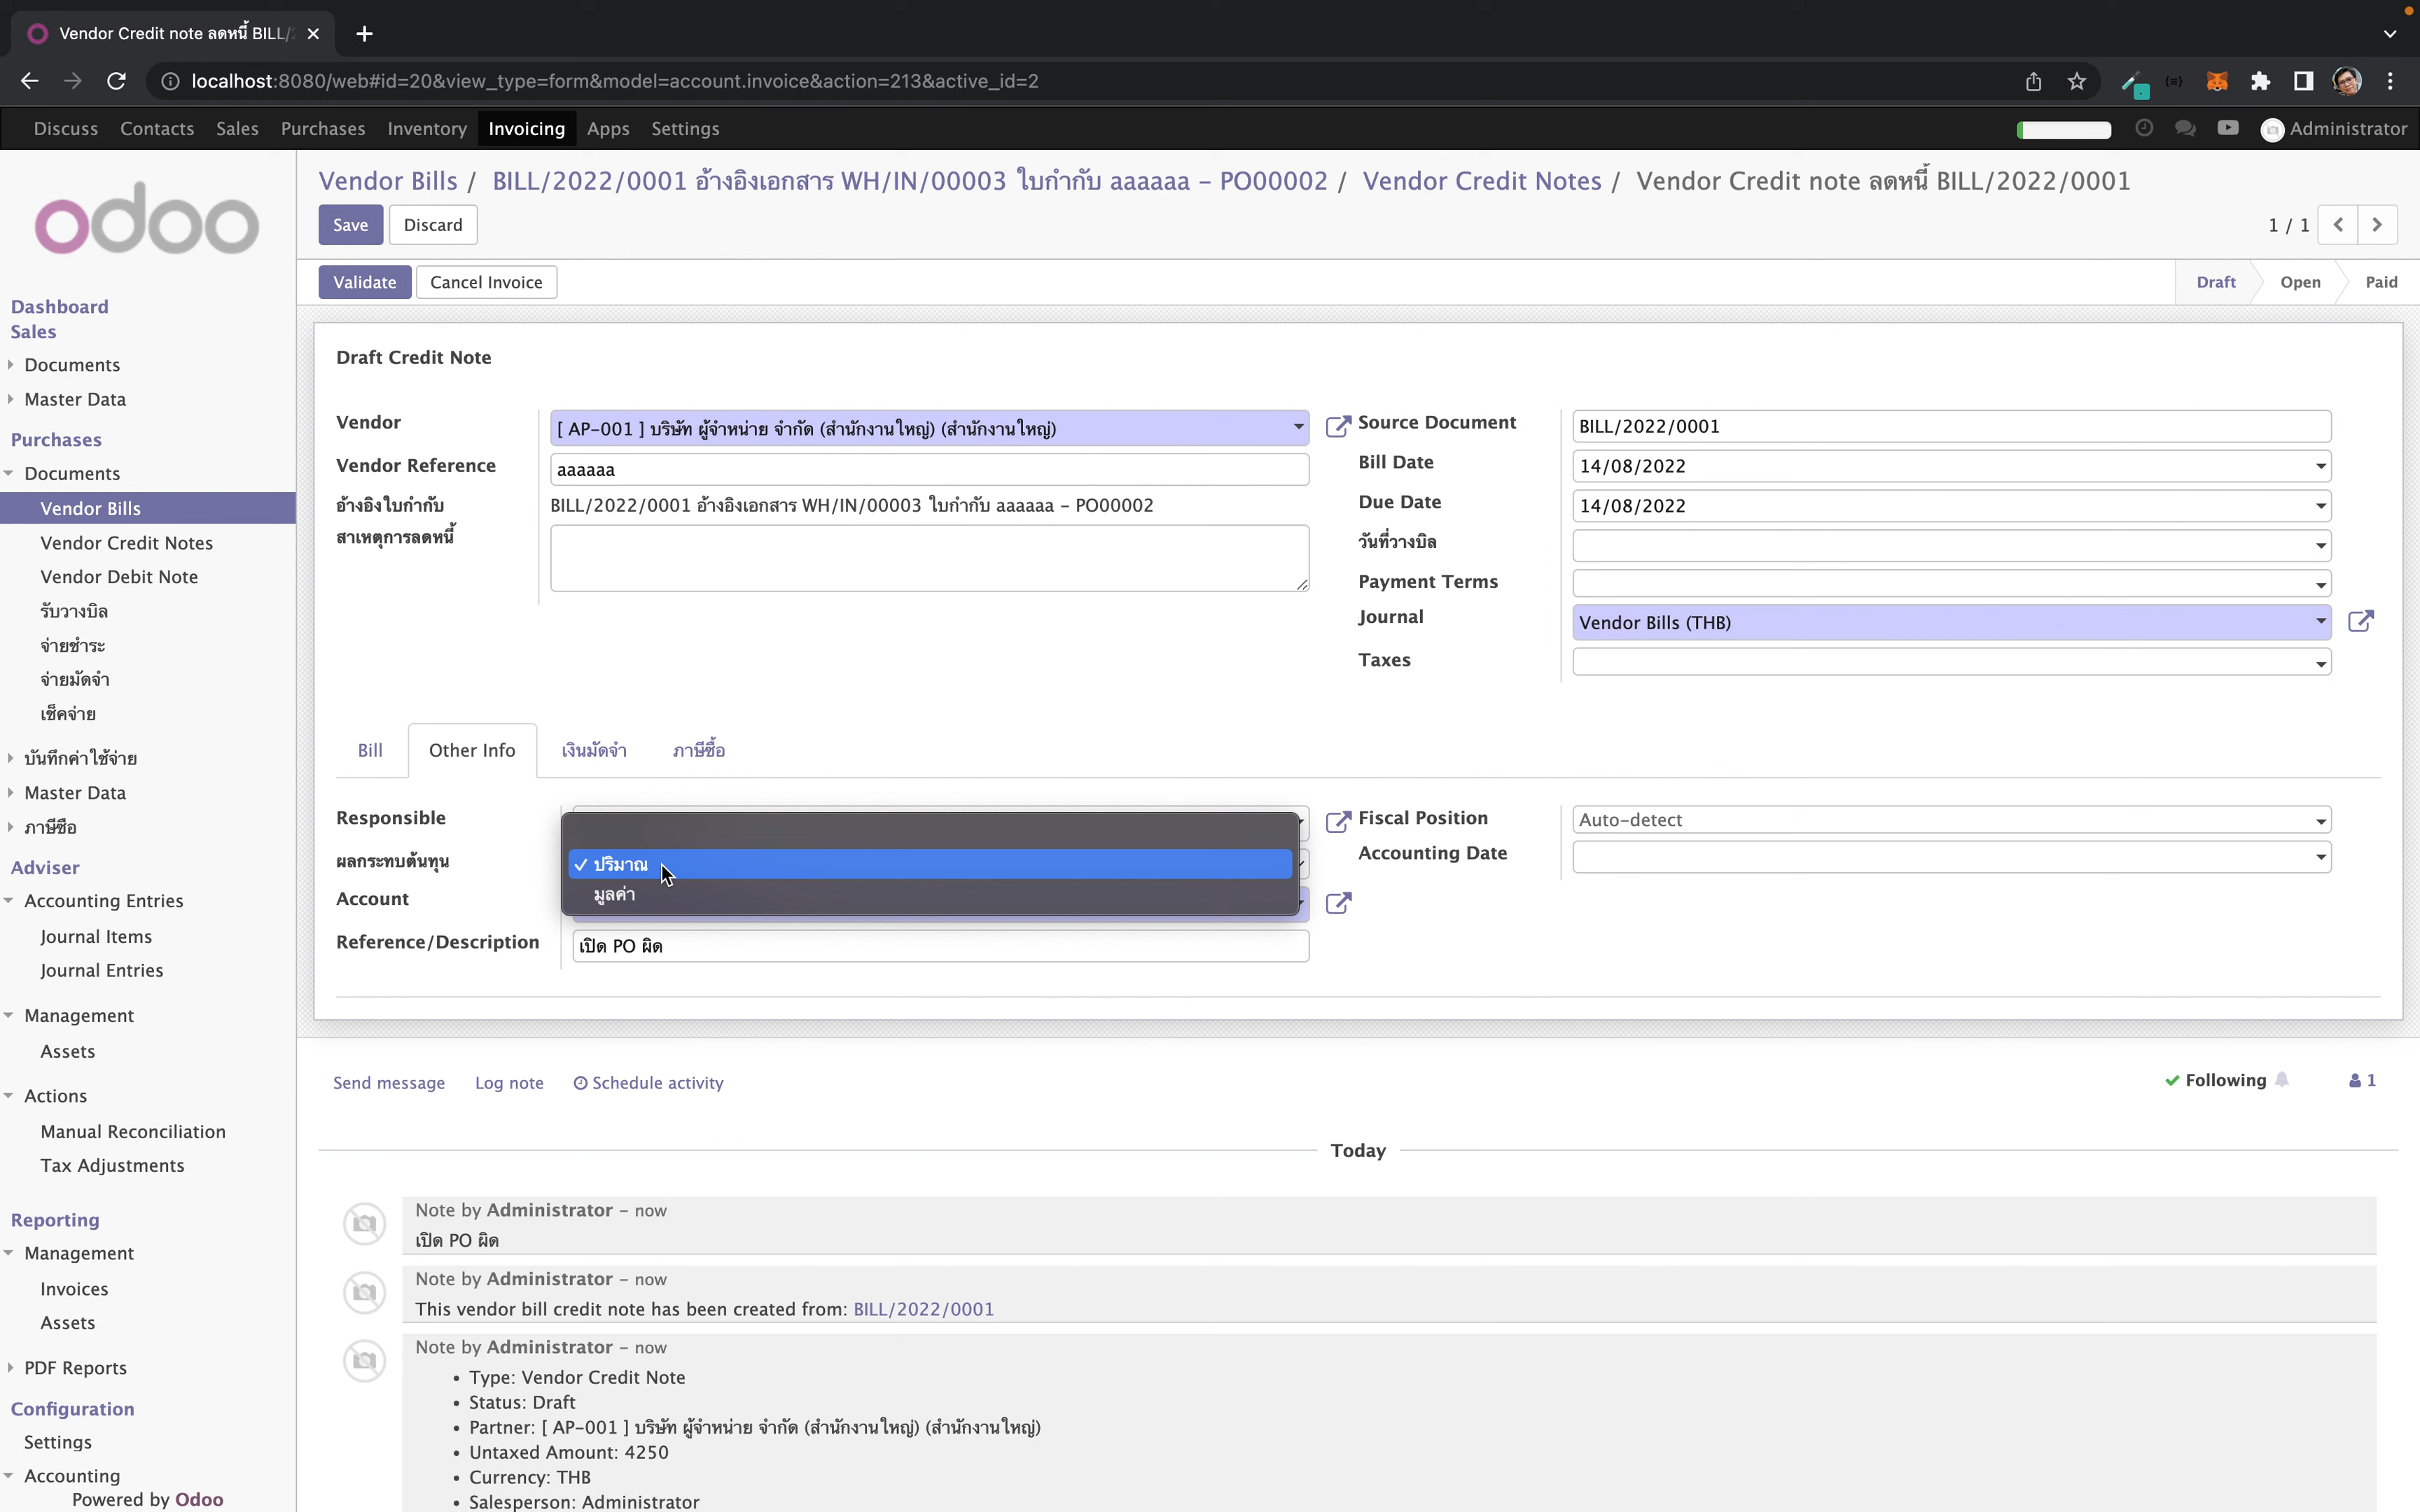 Vendor Credit note ลดหนี้ BILL/2
localhost:8080/web#id=20&view_type=form&model=account.invoice&action=213&active_id=2
Discuss Contacts Sales Purchases Inventory Invoicing Apps Settings Administrator
odoo
Dashboard
Sales
Documents
Master Data
Purchases
Documents
Vendor Bills
Vendor Credit Notes
Vendor Debit Note
รับวางบิล
จ่ายชำระ
จ่ายมัดจำ
เช็คจ่าย
บันทึกค่าใช้จ่าย
Master Data
ภาษีซือ
Adviser
Accounting Entries
Journal Items
Journal Entries
Management
Assets
Actions
Manual Reconciliation
Tax Adjustments
Reporting
Management
Invoices
Assets
PDF Reports
Configuration
Settings
Accounting
Powered by Odoo
Vendor Bills / BILL/2022/0001 อ้างอิงเอกสาร WH/IN/00003 ใบกำกับ aaaaaa - PO00002 / Vendor Credit Notes / Vendor Credit note ลดหนี้ BILL/2022/0001
Save Discard 1 / 1
Validate Cancel Invoice Draft Open Paid
Draft Credit Note
Vendor [ AP-001 ] บริษัท ผู้จำหน่าย จำกัด (สำนักงานใหญ่) (สำนักงานใหญ่)
Vendor Reference aaaaaa
อ้างอิงใบกำกับ BILL/2022/0001 อ้างอิงเอกสาร WH/IN/00003 ใบกำกับ aaaaaa - PO00002
สาเหตุการลดหนี้
Source Document BILL/2022/0001
Bill Date 14/08/2022
Due Date 14/08/2022
วันที่วางบิล
Payment Terms
Journal Vendor Bills (THB)
Taxes
Bill Other Info เงินมัดจำ ภาษีซื้อ
Responsible
ผลกระทบต้นทุน
✓ ปริมาณ
มูลค่า
Account
Reference/Description เปิด PO ผิด
Fiscal Position Auto-detect
Accounting Date
Send message Log note Schedule activity Following 1
Today
Note by Administrator - now
เปิด PO ผิด
Note by Administrator - now
This vendor bill credit note has been created from: BILL/2022/0001
Note by Administrator - now
• Type: Vendor Credit Note
• Status: Draft
• Partner: [ AP-001 ] บริษัท ผู้จำหน่าย จำกัด (สำนักงานใหญ่) (สำนักงานใหญ่)
• Untaxed Amount: 4250
• Currency: THB
• Salesperson: Administrator